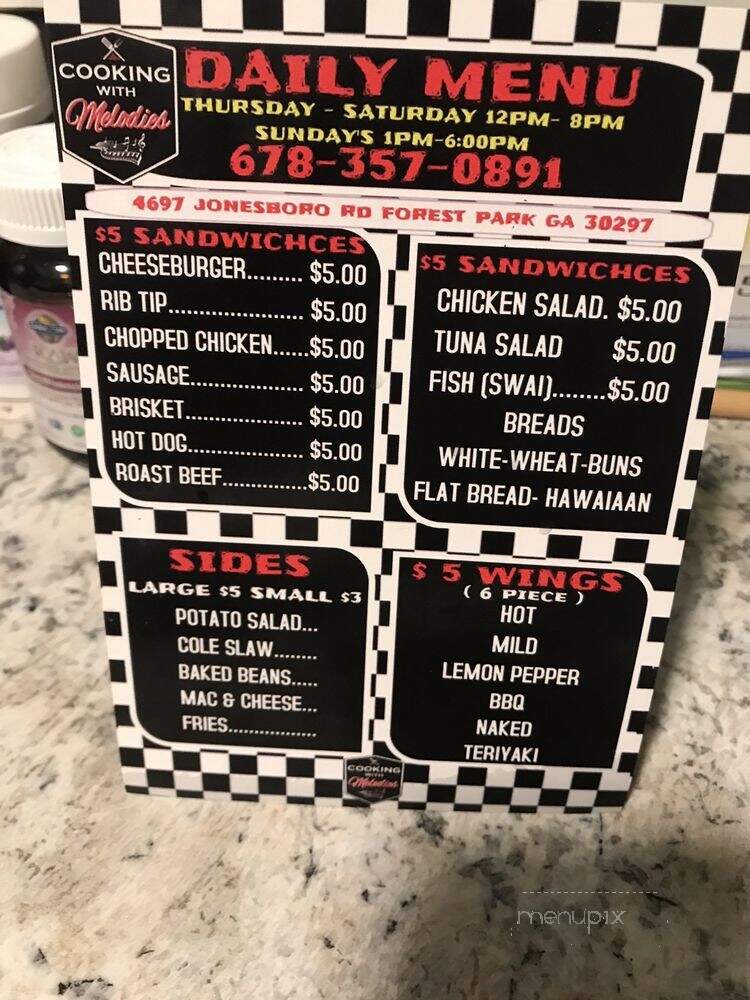 COOKING
WITH
Melodies
DAILY MENU
THURSDAY - SATURDAY 12PM- 8PM
SUNDAY'S 1PM-6:00PM
678-357-0891
4697 JONESBORO RD FOREST PARK GA 30297
$5 SANDWICHCES
CHEESEBURGER......... $5.00
RIB TIP...................... $5.00
CHOPPED CHICKEN......$5.00
SAUSAGE................... $5.00
BRISKET.................... $5.00
HOT DOG.................... $5.00
ROAST BEEF...............$5.00
$5 SANDWICHCES
CHICKEN SALAD. $5.00
TUNA SALAD $5.00
FISH (SWAI)........$5.00
BREADS
WHITE-WHEAT-BUNS
FLAT BREAD- HAWAIAAN
SIDES
LARGE $5 SMALL $3
POTATO SALAD...
COLE SLAW........
BAKED BEANS.....
MAC & CHEESE...
FRIES.................
$ 5 WINGS
( 6 PIECE )
HOT
MILD
LEMON PEPPER
BBQ
NAKED
TERIYAKI
COOKING
WITH
Melodies
menupix